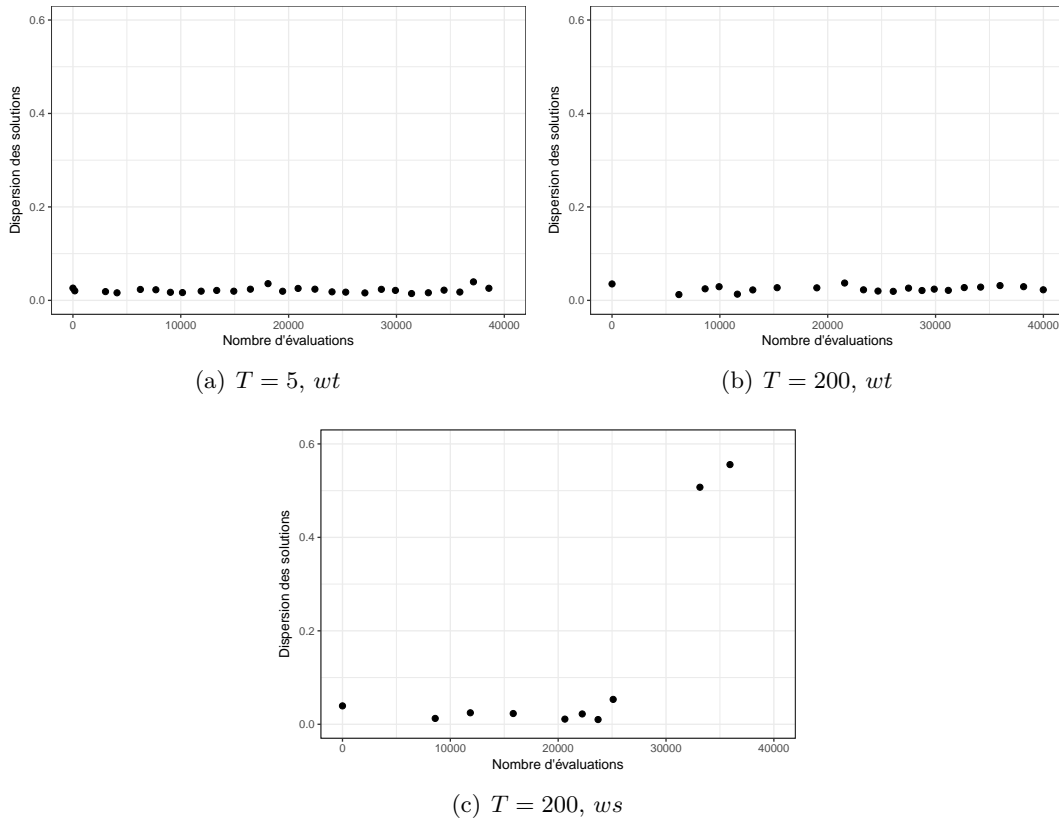 0.6
0.4
0.2
0.0
Dispersion des solutions
0 10000 20000 30000 40000
Nombre d'évaluations
(a) T = 5, wt
0.6
0.4
0.2
0.0
Dispersion des solutions
0 10000 20000 30000 40000
Nombre d'évaluations
(b) T = 200, wt
0.6
0.4
0.2
0.0
Dispersion des solutions
0 10000 20000 30000 40000
Nombre d'évaluations
(c) T = 200, ws